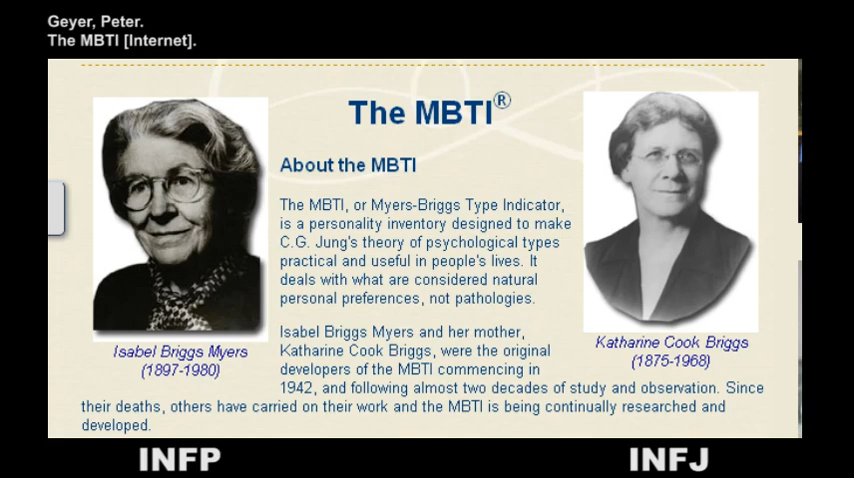 Geyer, Peter.
The MBTI [Internet].
The MBTI®
About the MBTI
The MBTI, or Myers-Briggs Type Indicator,
is a personality inventory designed to make
C.G. Jung's theory of psychological types
practical and useful in people's lives. It
deals with what are considered natural
personal preferences, not pathologies.
Isabel Briggs Myers and her mother,
Katharine Cook Briggs, were the original
developers of the MBTI commencing in
1942, and following almost two decades of study and observation. Since
their deaths, others have carried on their work and the MBTI is being continually researched and
developed.
Isabel Briggs Myers
(1897-1980)
Katharine Cook Briggs
(1875-1968)
INFP
INFJ